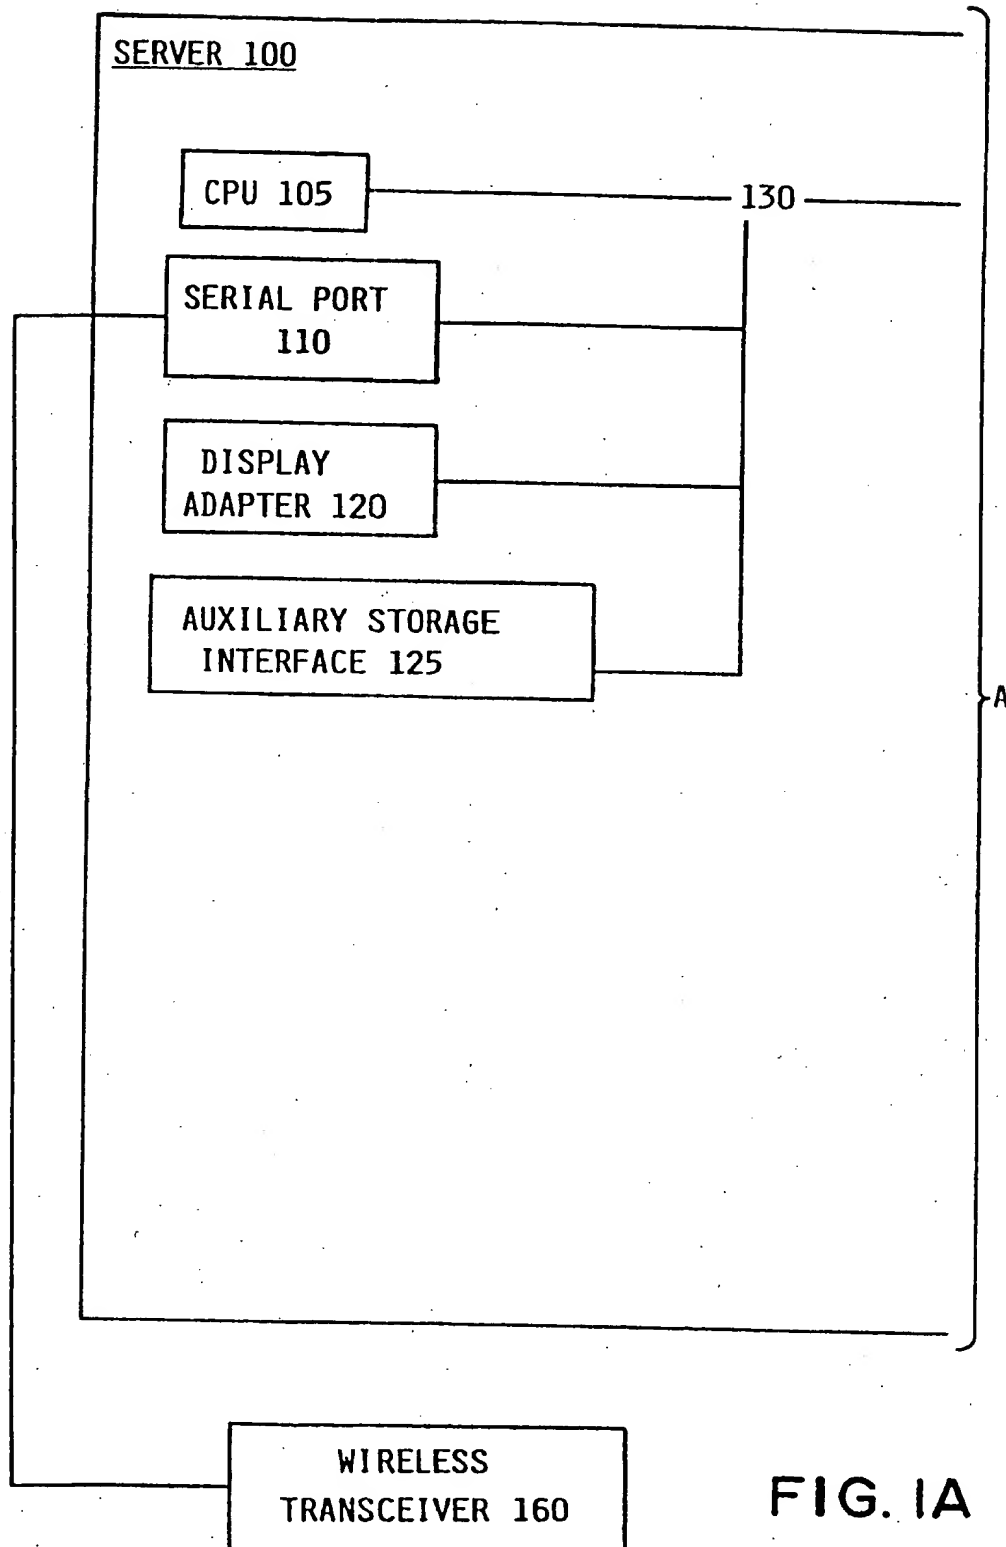 SERVER 100
CPU 105
130
SERIAL PORT
110
DISPLAY
ADAPTER 120
AUXILIARY STORAGE
INTERFACE 125
A
WIRELESS
TRANSCEIVER 160
FIG. 1A